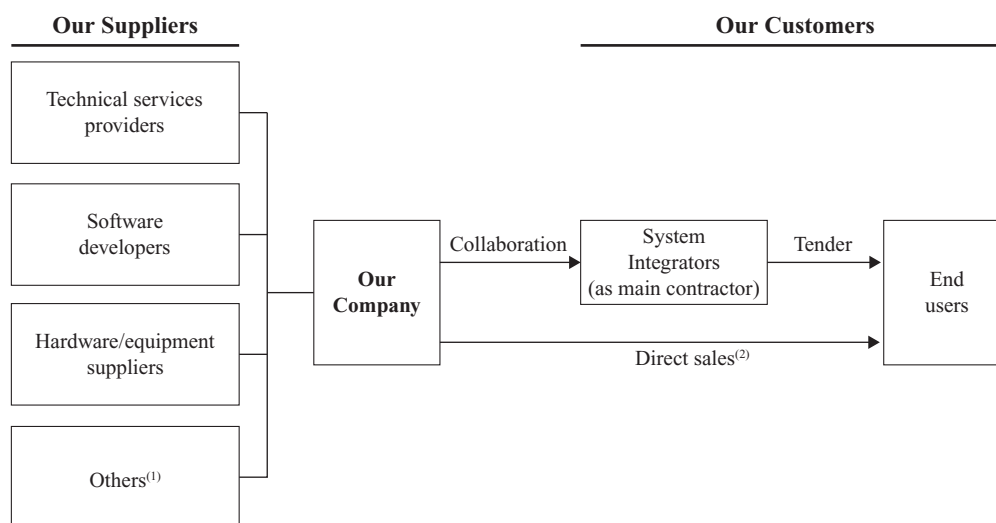 Our Suppliers
Our Customers
Technical services
providers
Software
developers
Hardware/equipment
suppliers
Others(1)
Our
Company
Collaboration
System
Integrators
(as main contractor)
Tender
Direct sales(2)
End
users